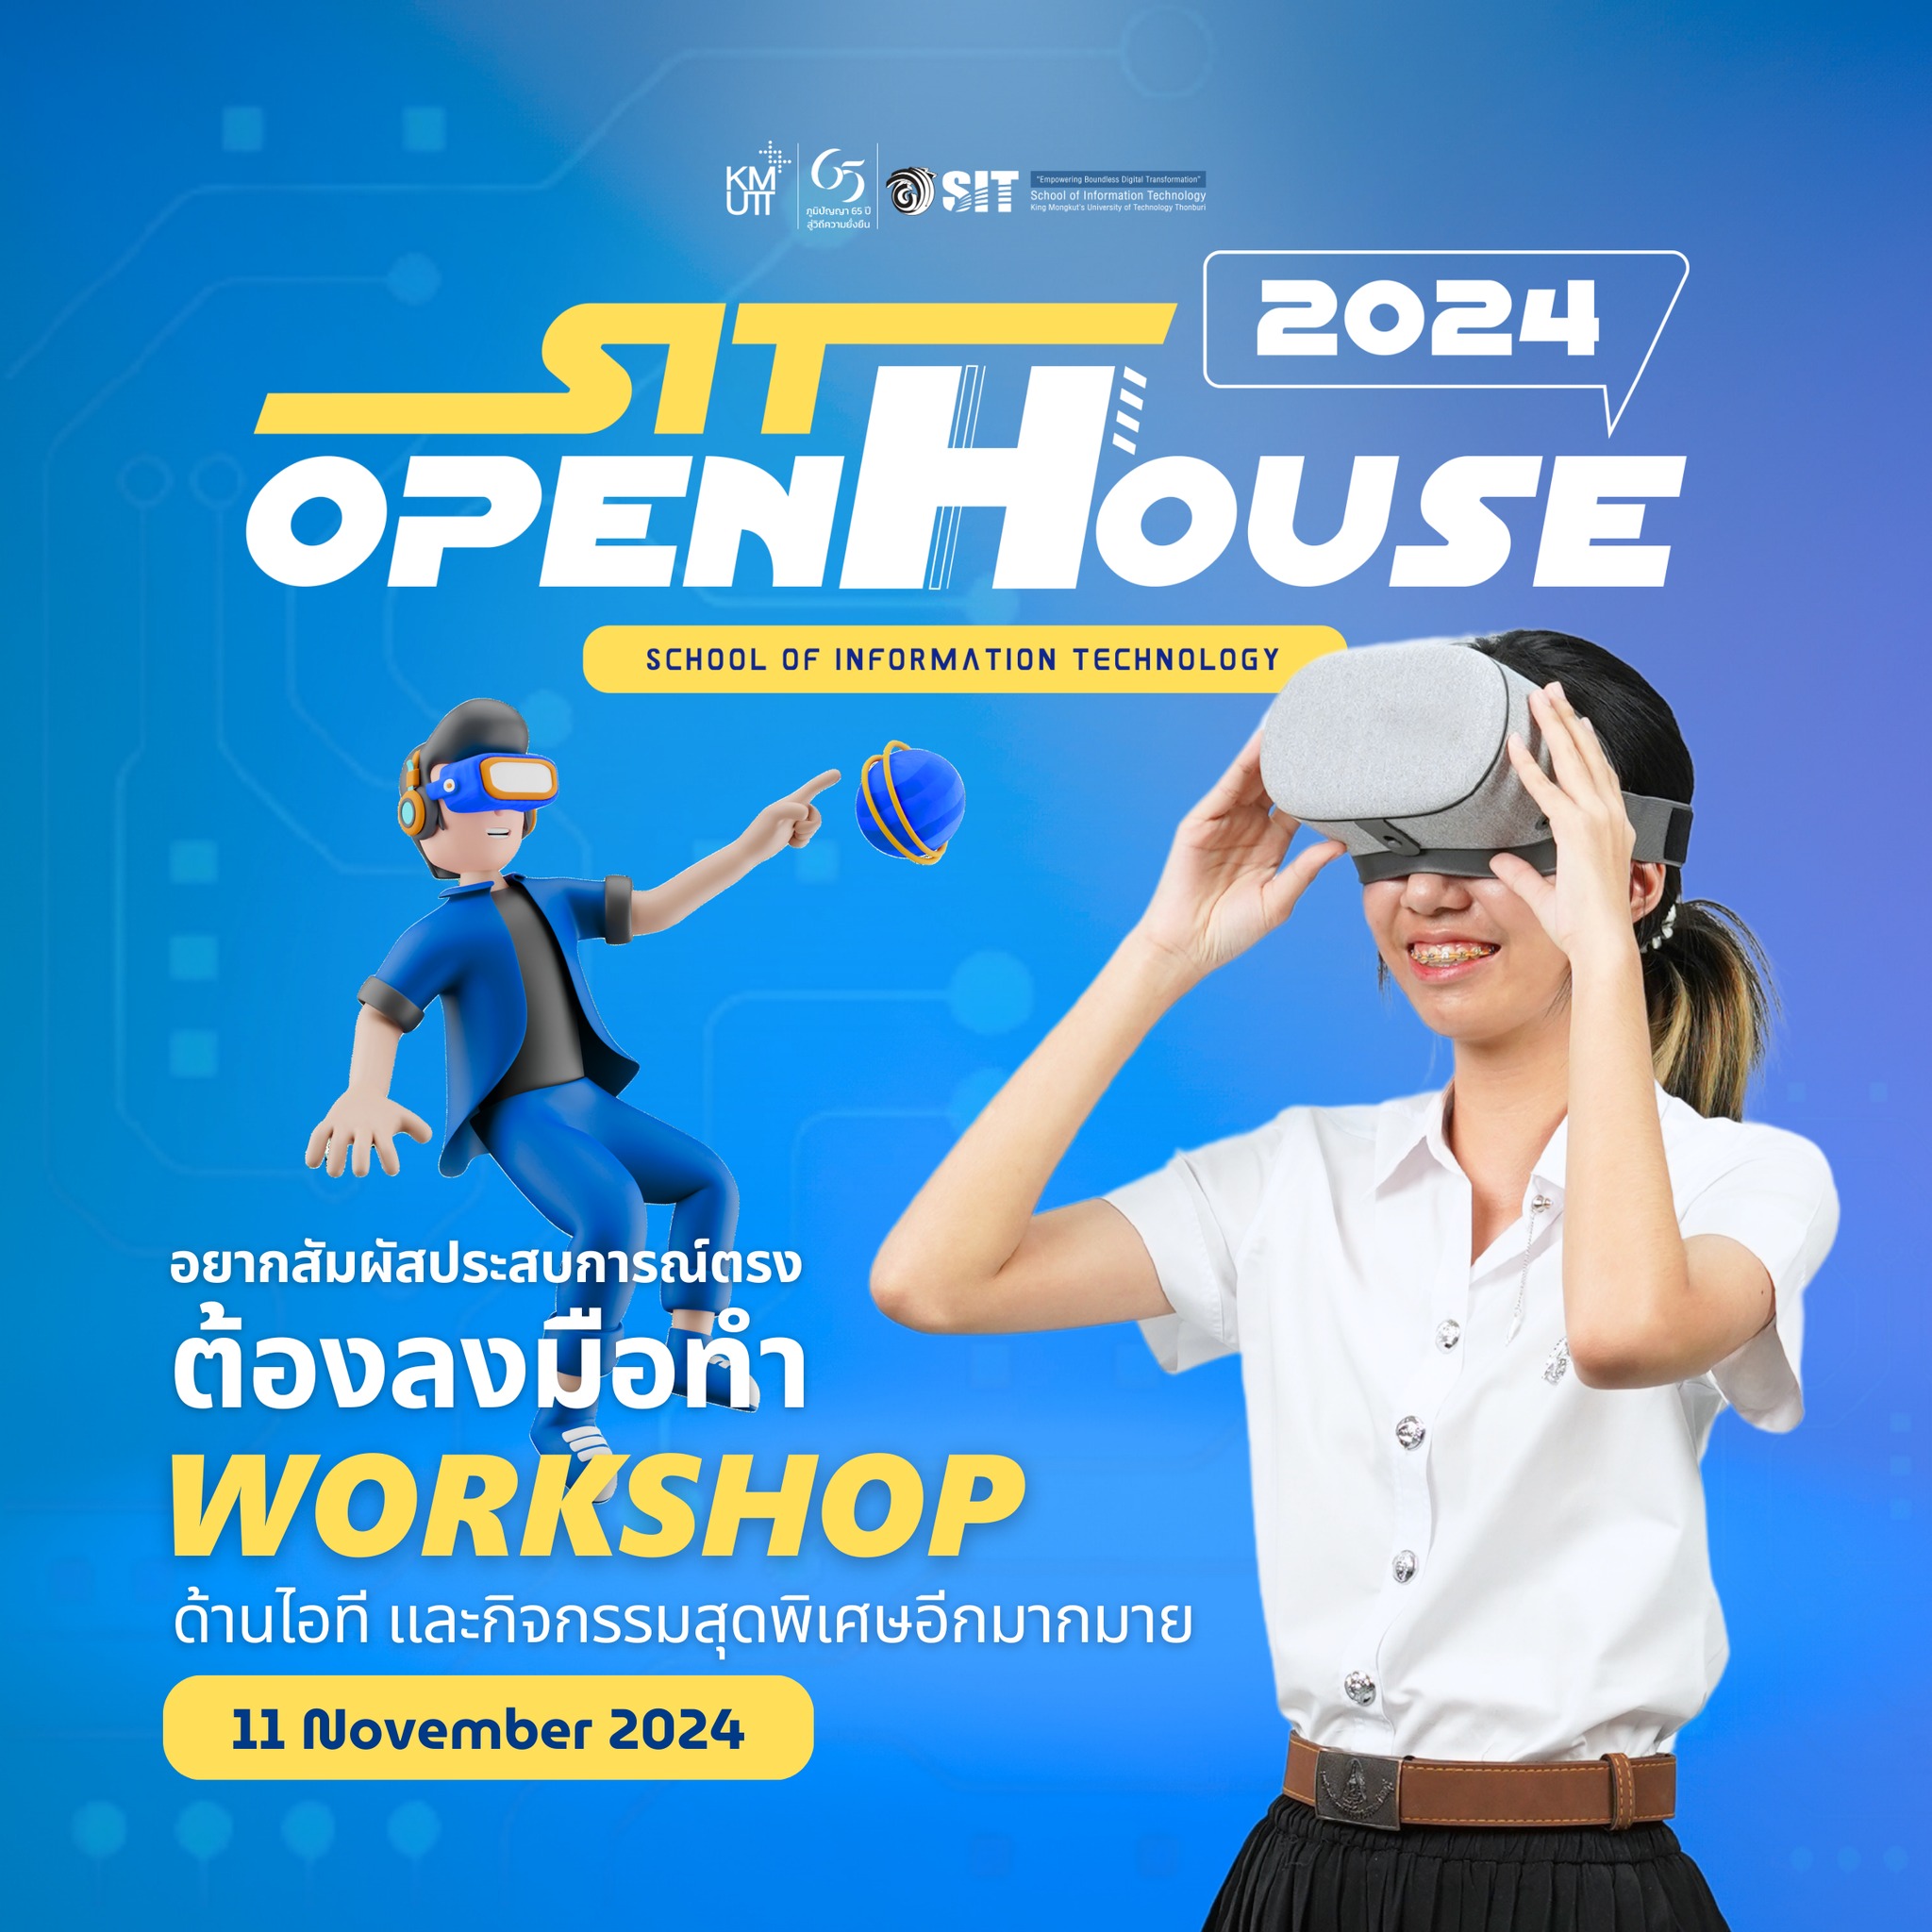 KM
UTT
65
ภูมิปัญญา 65 ปี
สู่วิถีความยั่งยืน
SIT
"Empowering Boundless Digital Transformation"
School of Information Technology
King Mongkut's University of Technology Thonburi
2024
SIT
OPEN HOUSE
SCHOOL OF INFORMATION TECHNOLOGY
อยากสัมผัสประสบการณ์ตรง
ต้องลงมือทำ
WORKSHOP
ด้านไอที และกิจกรรมสุดพิเศษอีกมากมาย
11 November 2024